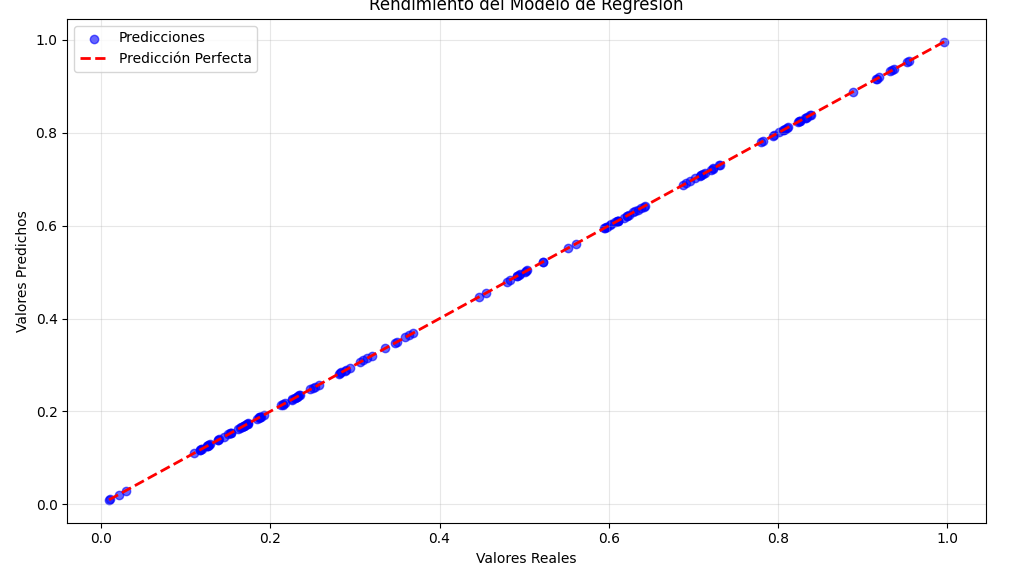 Rendimiento del Modelo de Regresión
Predicciones
Predicción Perfecta
Valores Predichos
1.0
0.8
0.6
0.4
0.2
0.0
0.0 0.2 0.4 0.6 0.8 1.0
Valores Reales